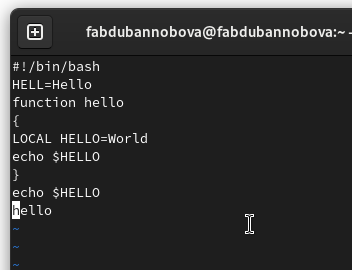 fabdubannobova@fabdubannobova:~ -
#!/bin/bash
HELL=Hello
function hello
{
LOCAL HELLO=World
echo $HELLO
}
echo $HELLO
hello
~
~
~